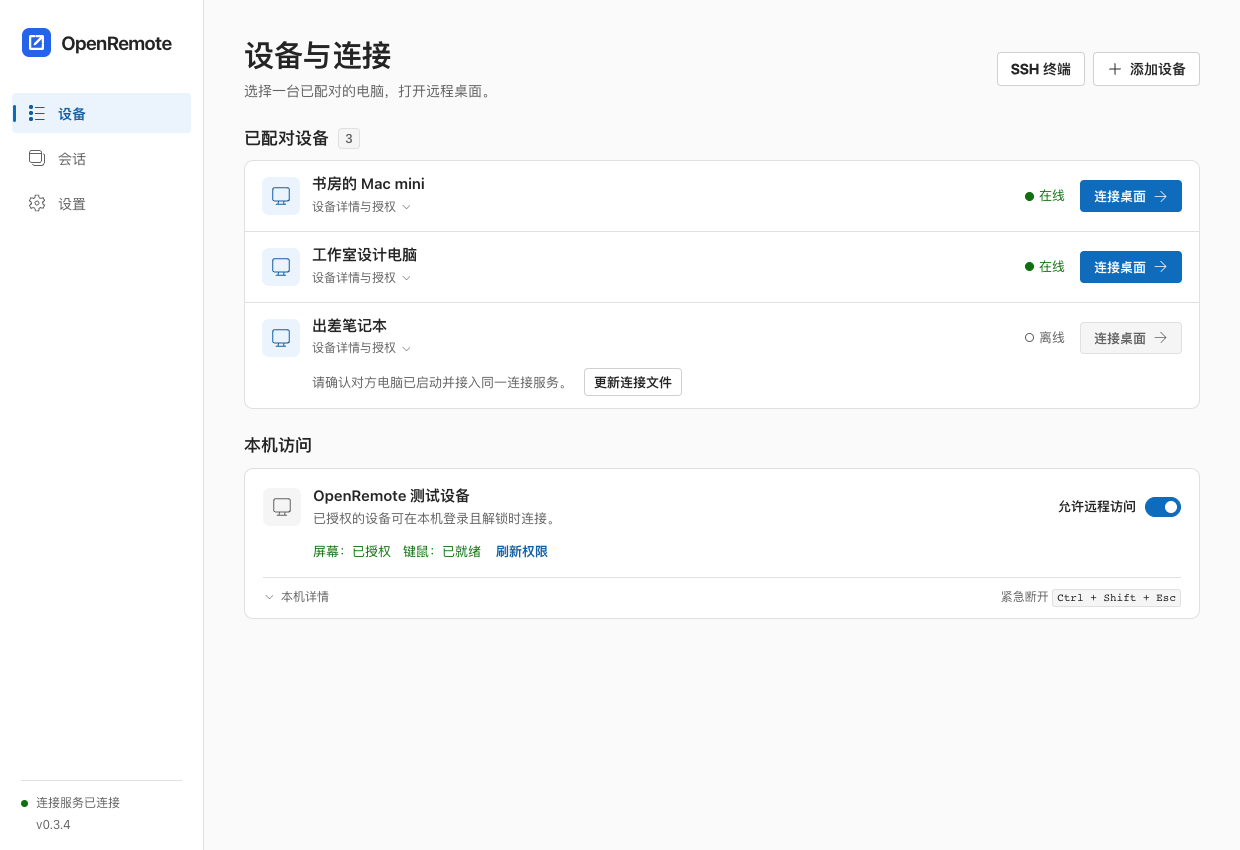 OpenRemote
设备
会话
设置
连接服务已连接
v0.3.4
设备与连接
选择一台已配对的电脑，打开远程桌面。
SSH 终端
添加设备
已配对设备 3
书房的 Mac mini
设备详情与授权
在线
连接桌面
工作室设计电脑
设备详情与授权
在线
连接桌面
出差笔记本
设备详情与授权
离线
连接桌面
请确认对方电脑已启动并接入同一连接服务。
更新连接文件
本机访问
OpenRemote 测试设备
已授权的设备可在本机登录且解锁时连接。
允许远程访问
屏幕：已授权 键鼠：已就绪 刷新权限
本机详情
紧急断开 Ctrl + Shift + Esc